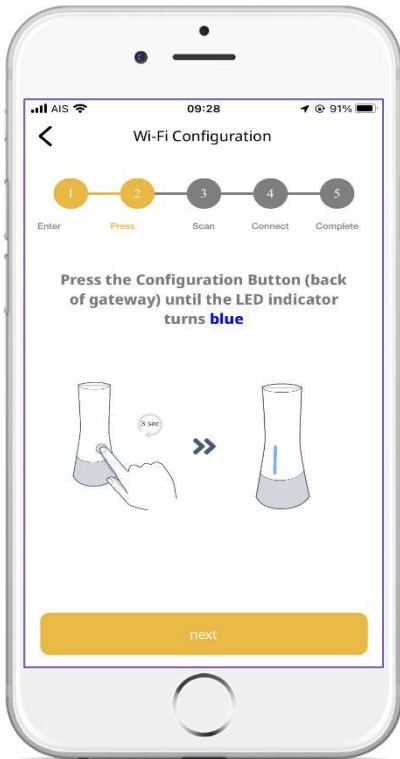 AIS 09:28 91%
Wi-Fi Configuration
1 2 3 4 5
Enter Press Scan Connect Complete
Press the Configuration Button (back
of gateway) until the LED indicator
turns blue
3 sec
next